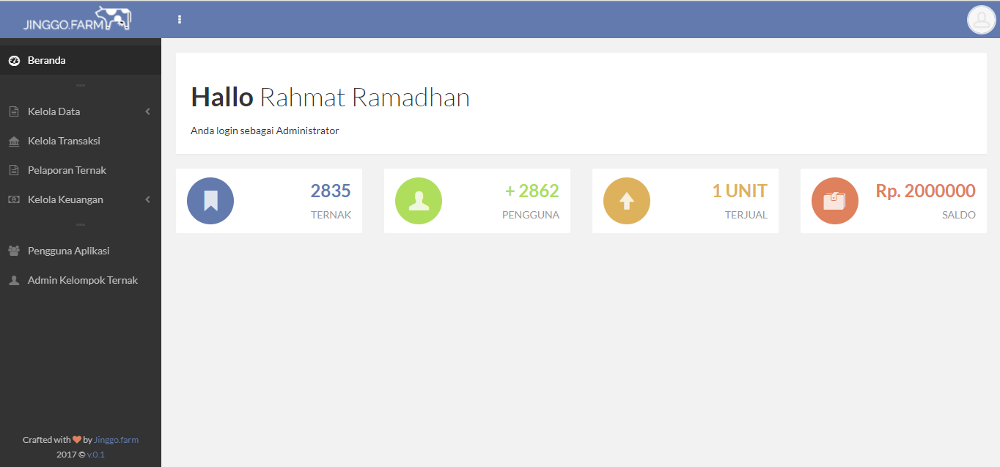 JINGGO.FARM
Beranda
Kelola Data
Kelola Transaksi
Pelaporan Ternak
Kelola Keuangan
Pengguna Aplikasi
Admin Kelompok Ternak
Crafted with by Jinggo.farm
2017 © v.0.1
Hallo Rahmat Ramadhan
Anda login sebagai Administrator
2835
TERNAK
+ 2862
PENGGUNA
1 UNIT
TERJUAL
Rp. 2000000
SALDO